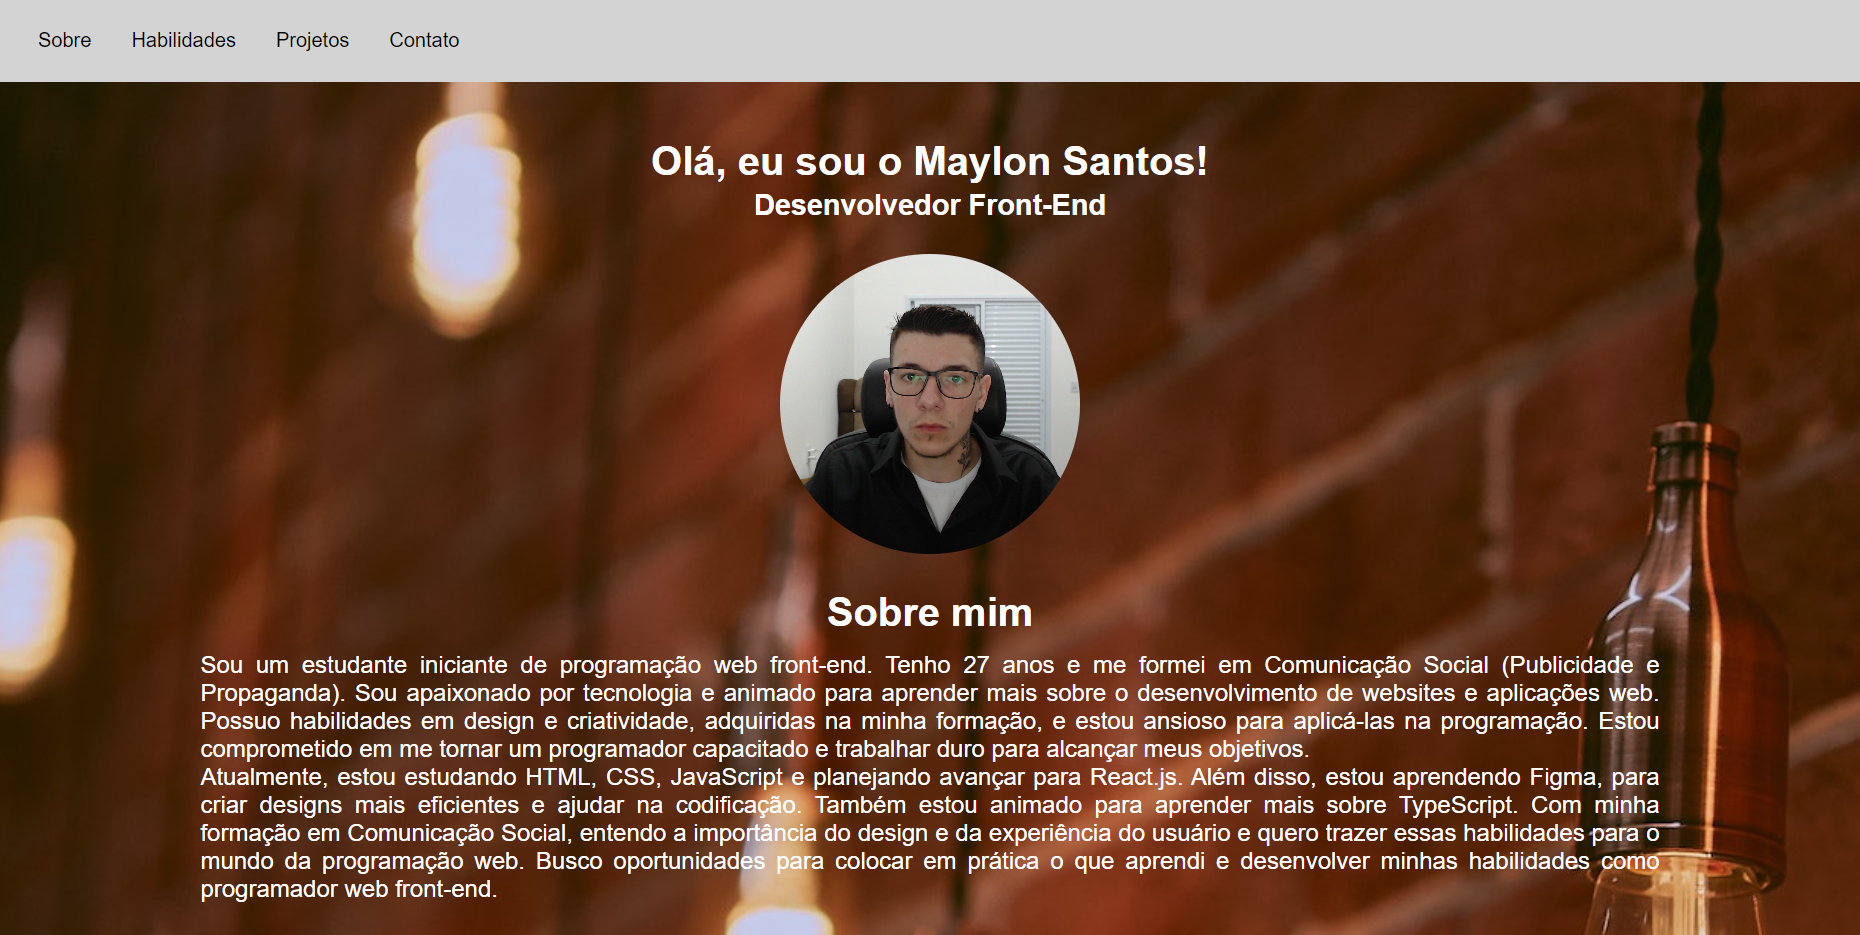 Sobre Habilidades Projetos Contato
Olá, eu sou o Maylon Santos!
Desenvolvedor Front-End
Sobre mim
Sou um estudante iniciante de programação web front-end. Tenho 27 anos e me formei em Comunicação Social (Publicidade e
Propaganda). Sou apaixonado por tecnologia e animado para aprender mais sobre o desenvolvimento de websites e aplicações web.
Possuo habilidades em design e criatividade, adquiridas na minha formação, e estou ansioso para aplicá-las na programação. Estou
comprometido em me tornar um programador capacitado e trabalhar duro para alcançar meus objetivos.
Atualmente, estou estudando HTML, CSS, JavaScript e planejando avançar para React.js. Além disso, estou aprendendo Figma, para
criar designs mais eficientes e ajudar na codificação. Também estou animado para aprender mais sobre TypeScript. Com minha
formação em Comunicação Social, entendo a importância do design e da experiência do usuário e quero trazer essas habilidades para o
mundo da programação web. Busco oportunidades para colocar em prática o que aprendi e desenvolver minhas habilidades como
programador web front-end.